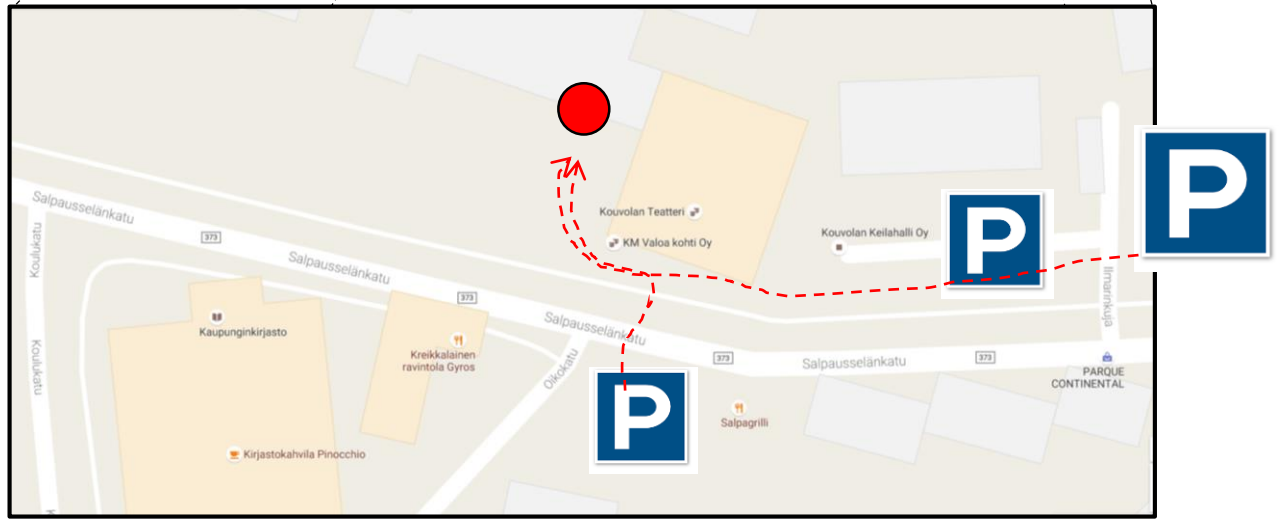 Salpausselänkatu
373
Koulukatu
Salpausselänkatu
373
Kouvolan Teatteri
KM Valoa kohti Oy
Kouvolan Keilahalli Oy
P
P
Ilmarinkuja
Kaupunginkirjasto
Kreikkalainen
ravintola Gyros
Salpausselänkatu
373
Salpausselänkatu
373
PARQUE
CONTINENTAL
Koulukatu
Oikokatu
P
Salpagrilli
Kirjastokahvila Pinocchio
K